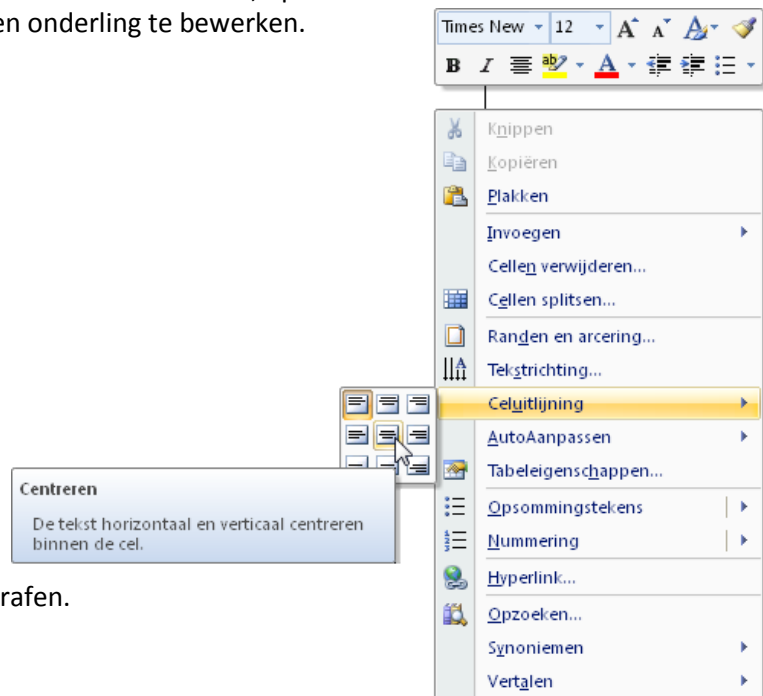 en onderling te bewerken.
Times New 12 A A A
B I ab A
Knippen
Kopiëren
Plakken
Invoegen
Cellen verwijderen...
Cellen splitsen...
Randen en arcering...
Tekstrichting...
Celuitlijning
AutoAanpassen
Tabeleigenschappen...
Centreren
De tekst horizontaal en verticaal centreren
binnen de cel.
Opsommingstekens
Nummering
Hyperlink...
rafen.
Opzoeken...
Synoniemen
Vertalen